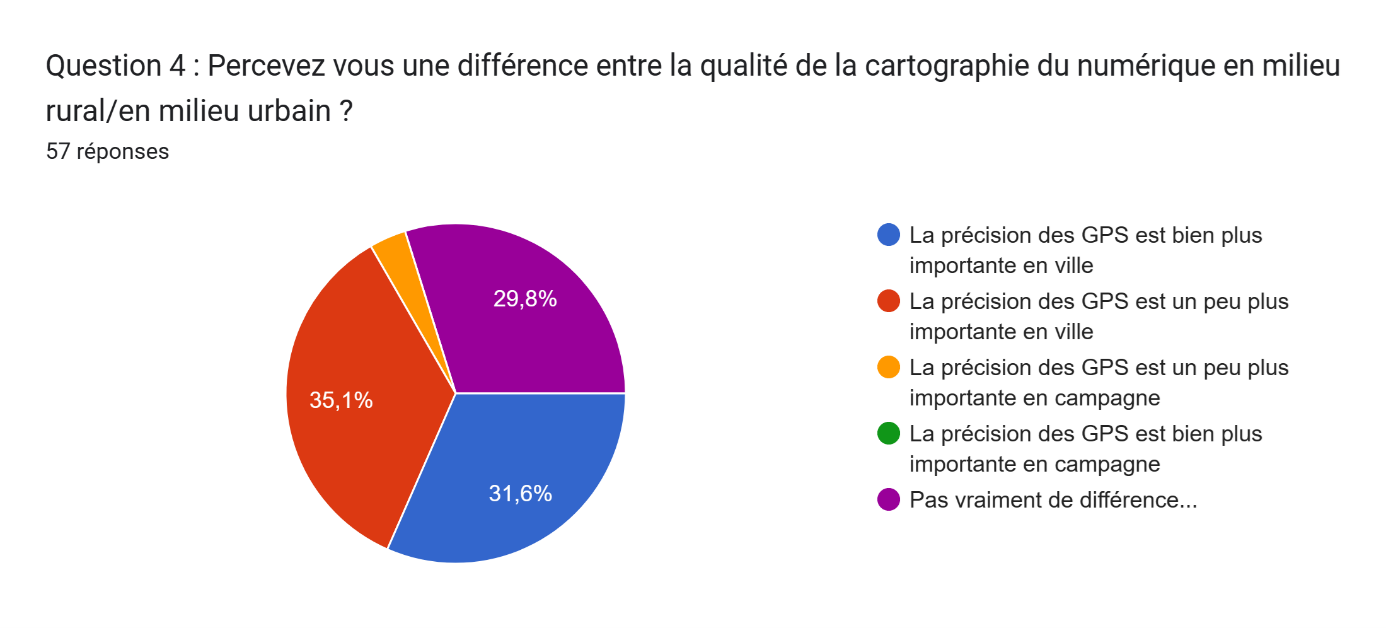 Question 4 : Percevez vous une différence entre la qualité de la cartographie du numérique en milieu
rural/en milieu urbain ?
57 réponses
La précision des GPS est bien plus
importante en ville
La précision des GPS est un peu plus
importante en ville
La précision des GPS est un peu plus
importante en campagne
La précision des GPS est bien plus
importante en campagne
Pas vraiment de différence...
29,8%
35,1%
31,6%